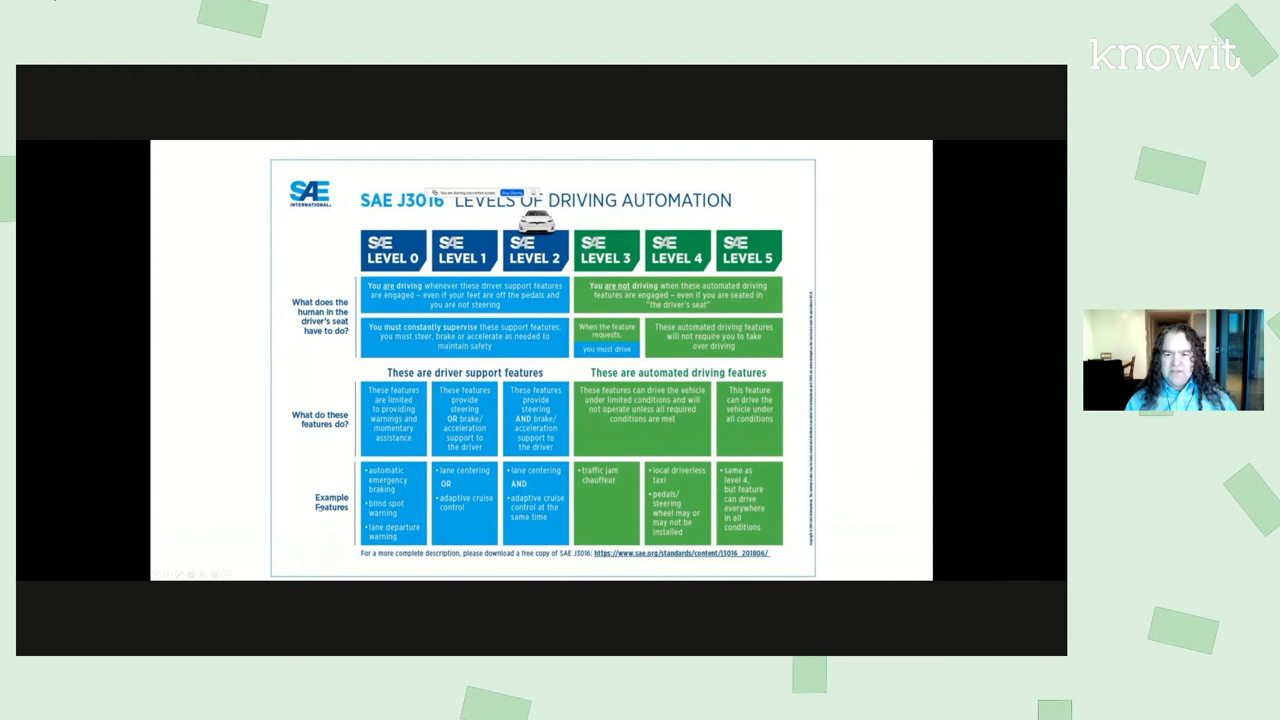 knowit
SAE
INTERNATIONAL
You are sharing your entire screen. Stop Sharing
SAE J3016 LEVELS OF DRIVING AUTOMATION
SAE LEVEL 0
SAE LEVEL 1
SAE LEVEL 2
SAE LEVEL 3
SAE LEVEL 4
SAE LEVEL 5
What does the
human in the
driver's seat
have to do?
You are driving whenever these driver support features
are engaged – even if your feet are off the pedals and
you are not steering
You are not driving when these automated driving
features are engaged – even if you are seated in
"the driver's seat"
You must constantly supervise these support features;
you must steer, brake or accelerate as needed to
maintain safety
When the feature
requests,
you must drive
These automated driving features
will not require you to take
over driving
These are driver support features
These are automated driving features
What do these
features do?
These features
are limited
to providing
warnings and
momentary
assistance
These features
provide
steering
OR brake/
acceleration
support to
the driver
These features
provide
steering
AND brake/
acceleration
support to
the driver
These features can drive the vehicle
under limited conditions and will
not operate unless all required
conditions are met
This feature
can drive the
vehicle under
all conditions
Example
Features
• automatic
emergency
braking
• blind spot
warning
• lane departure
warning
• lane centering
OR
• adaptive cruise
control
• lane centering
AND
• adaptive cruise
control at the
same time
• traffic jam
chauffeur
• local driverless
taxi
• pedals/
steering
wheel may or
may not be
installed
• same as
level 4,
but feature
can drive
everywhere
in all
conditions
For a more complete description, please download a free copy of SAE J3016: https://www.sae.org/standards/content/j3016_201806/